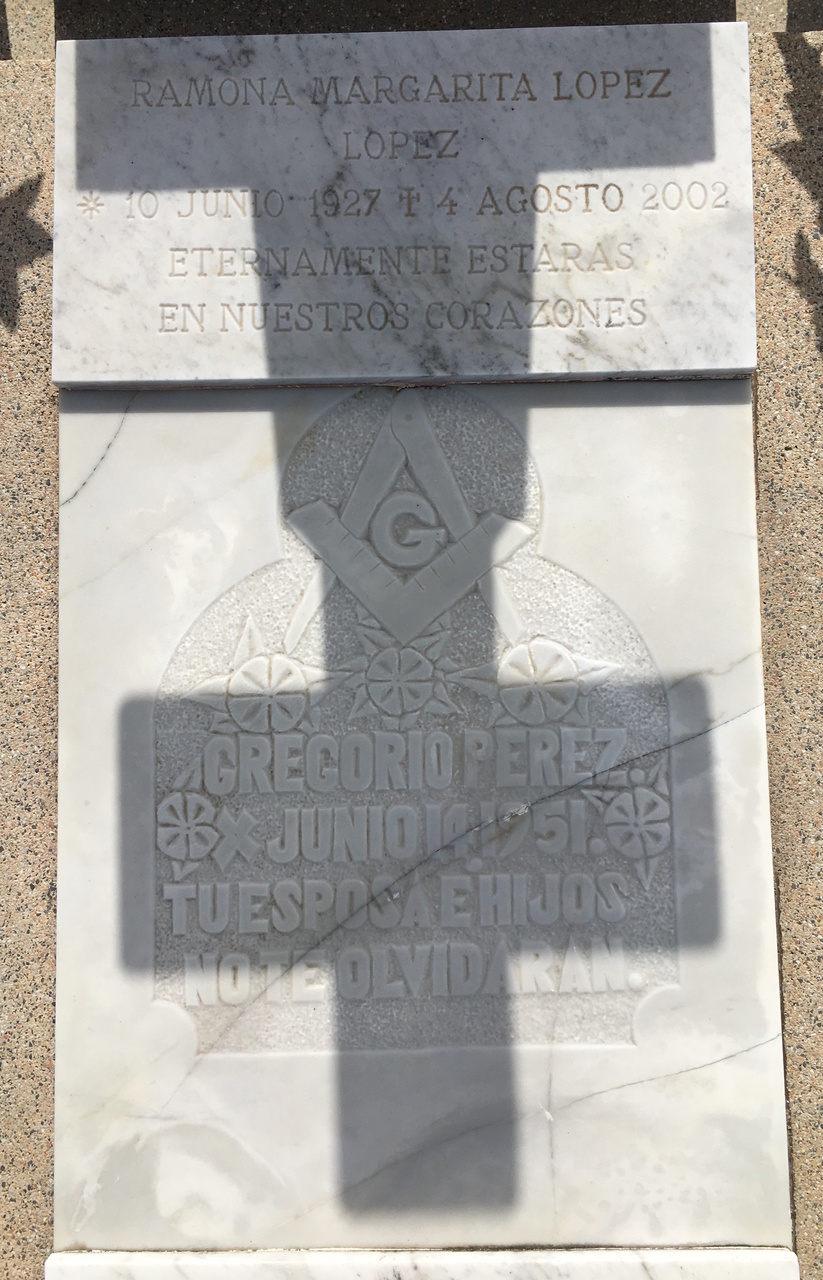 RAMONA MARGARITA LOPEZ
LOPEZ
* 10 JUNIO 1927 ✝ 4 AGOSTO 2002
ETERNAMENTE ESTARAS
EN NUESTROS CORAZONES
G
GREGORIO PEREZ.
X JUNIO 14, 1951.
TU ESPOSA E HIJOS
NO TE OLVIDARAN.